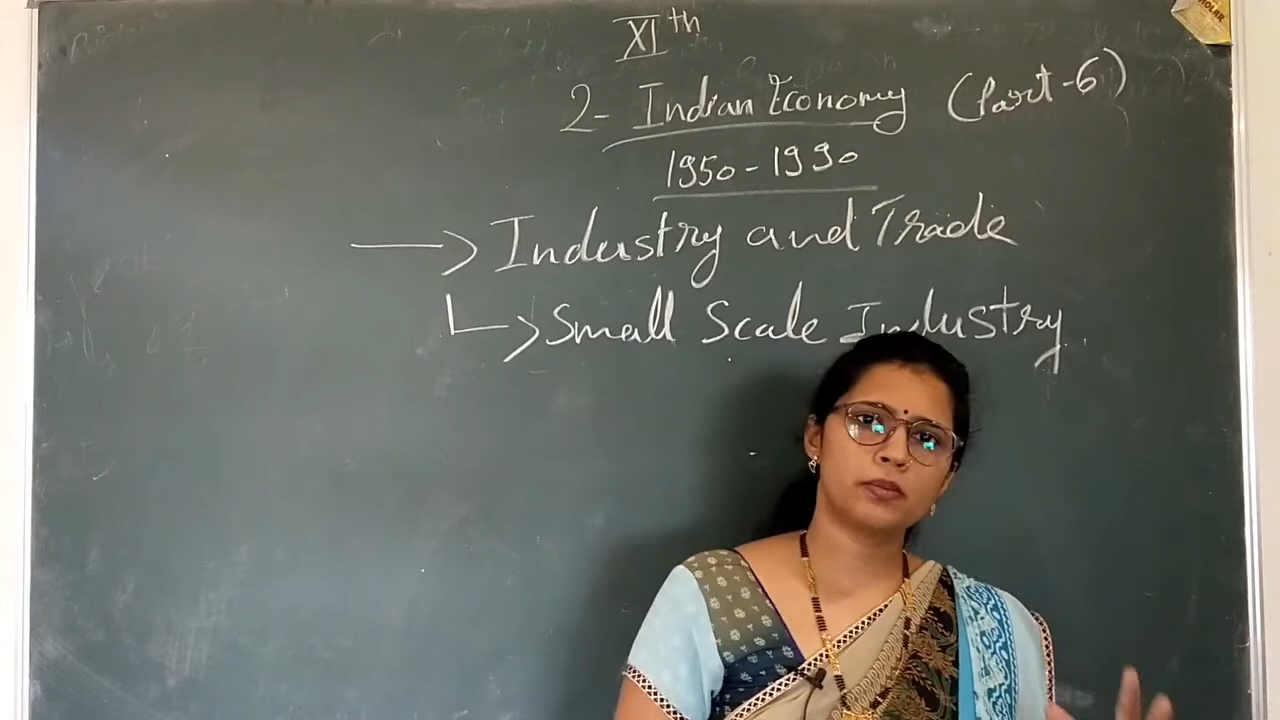 XIth
2- Indian Economy (Part-6)
1950-1990
Industry and Trade
Small Scale Industry